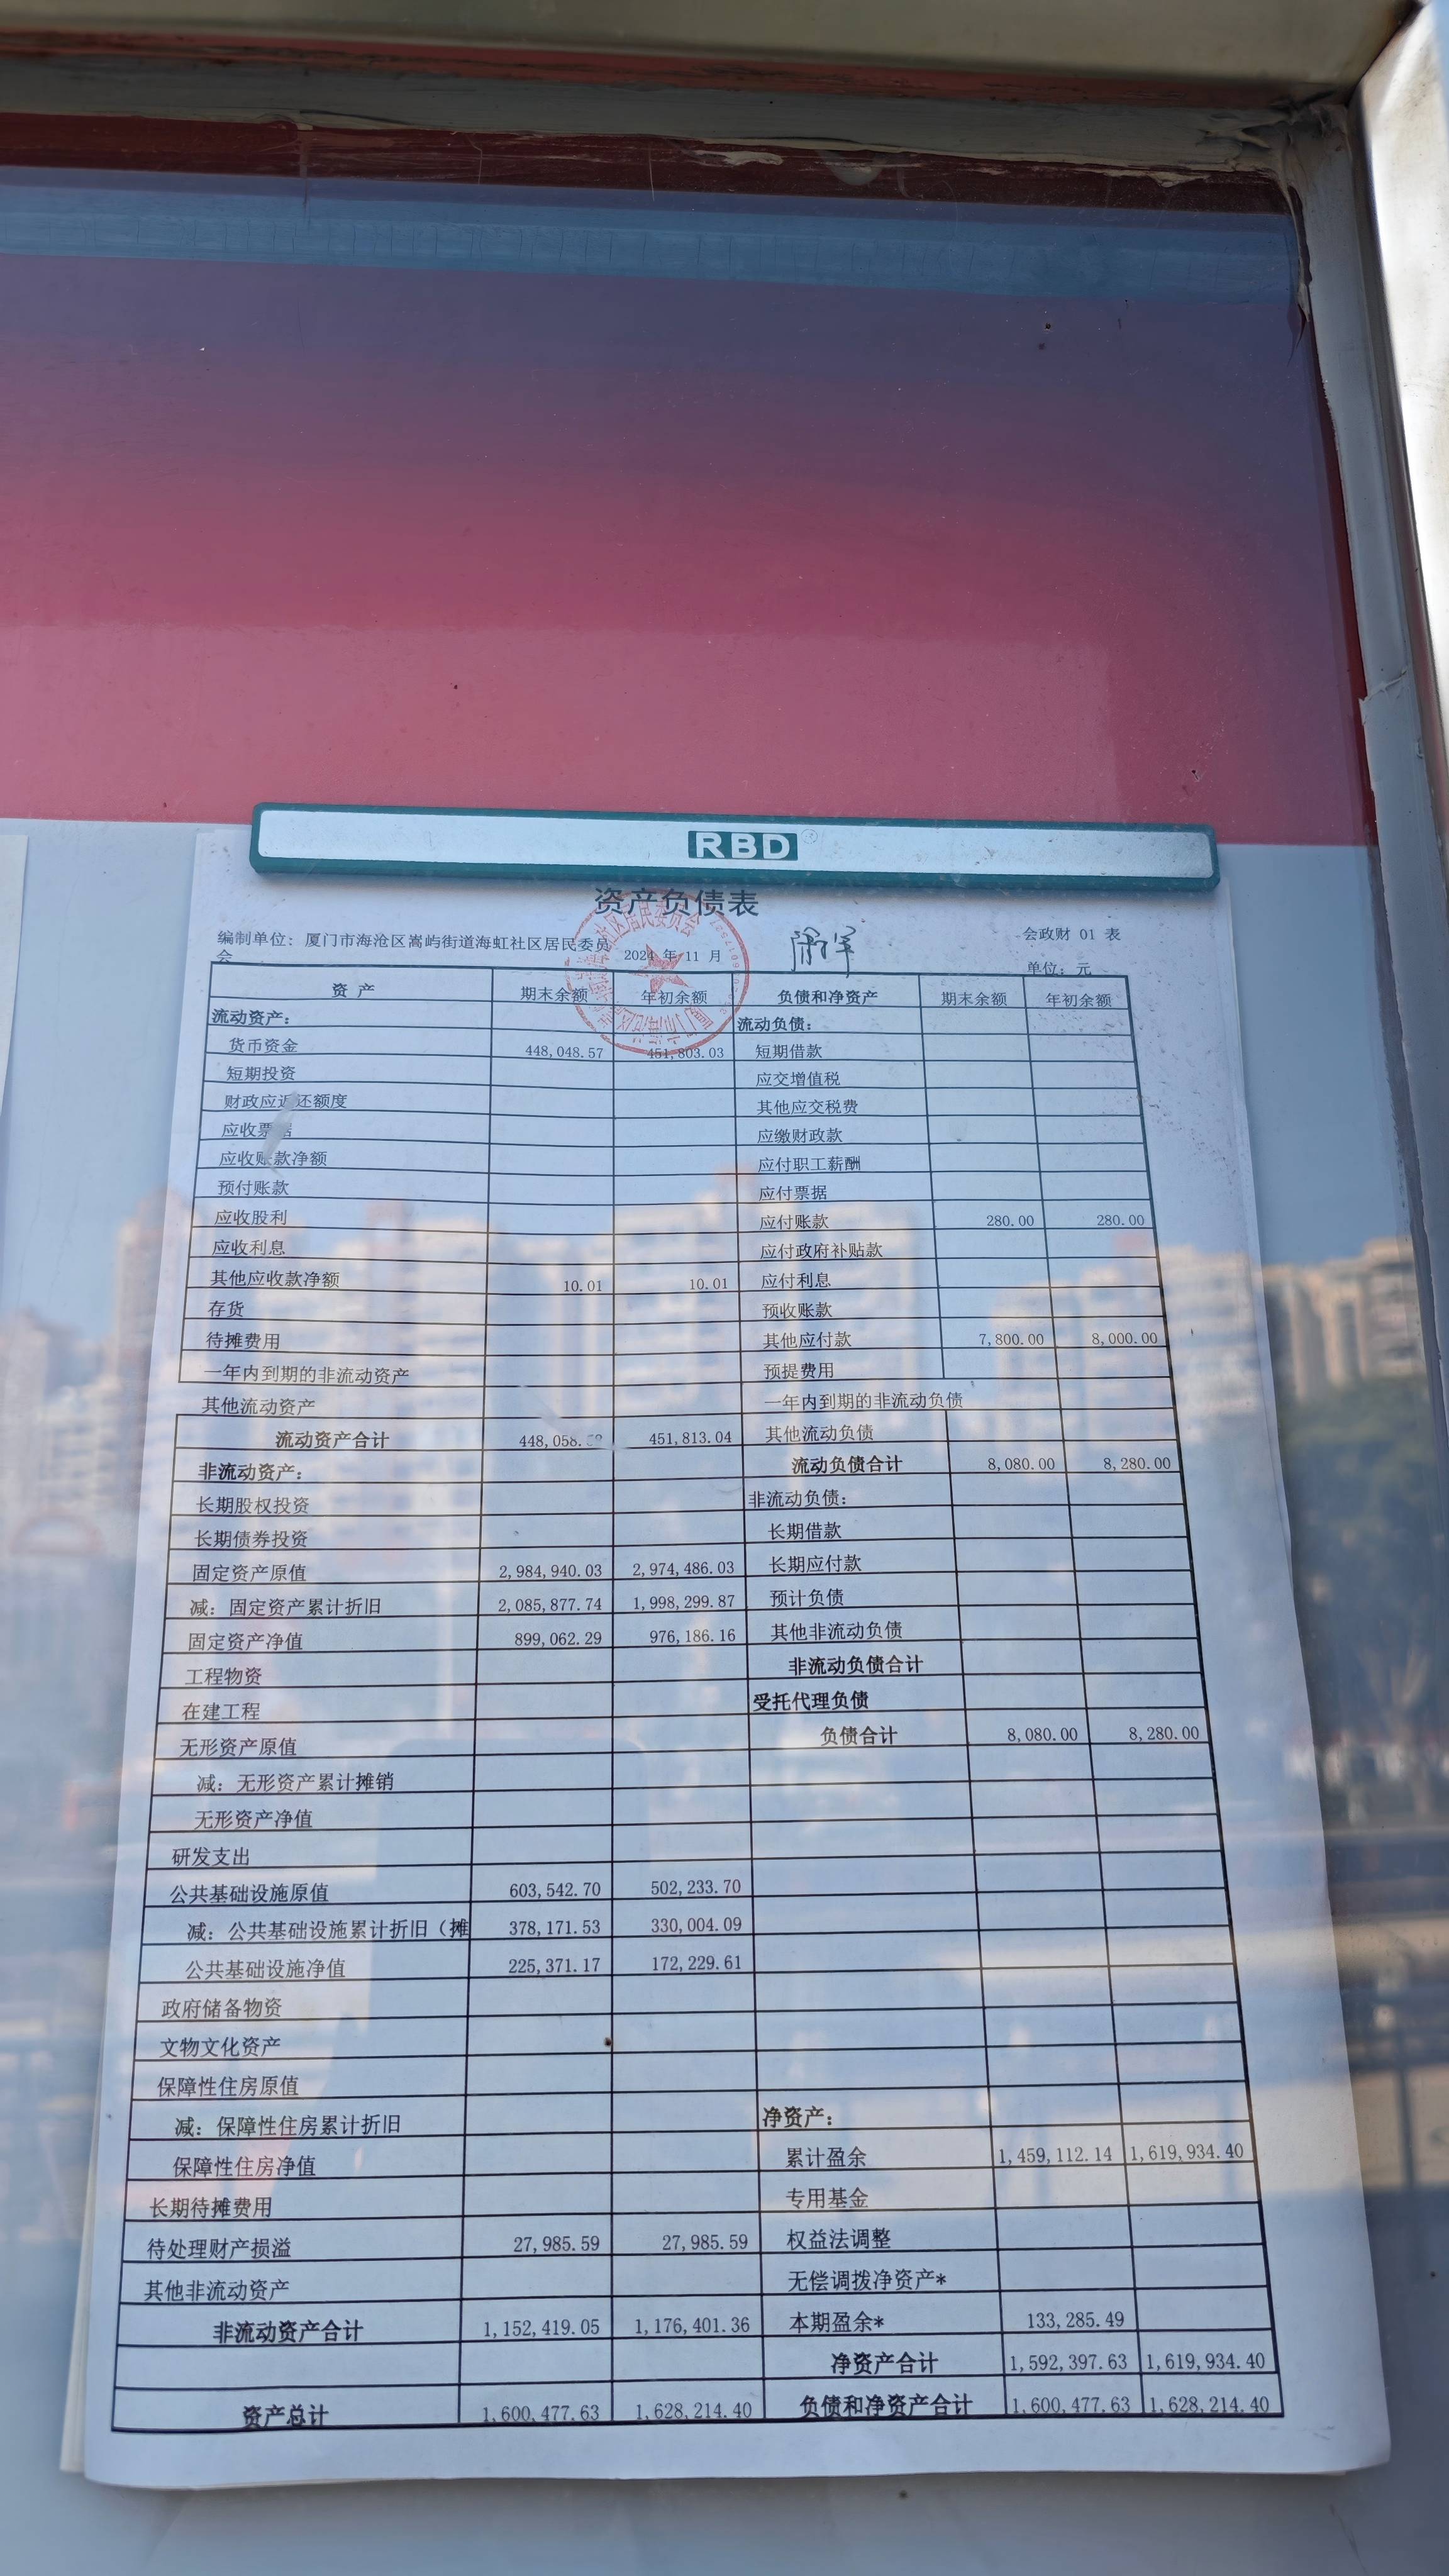 RBD
资产负债表
编制单位：厦门市海沧区嵩屿街道海虹社区居民委员会 2024 年 11 月 会政财 01 表
单位：元
资 产 期末余额 年初余额 负债和净资产 期末余额 年初余额
流动资产： 流动负债：
货币资金 448,048.57 451,803.03 短期借款
短期投资 应交增值税
财政应返还额度 其他应交税费
应收票据 应缴财政款
应收账款净额 应付职工薪酬
预付账款 应付票据
应收股利 应付账款 280.00 280.00
应收利息 应付政府补贴款
其他应收款净额 10.01 10.01 应付利息
存货 预收账款
待摊费用 其他应付款 7,800.00 8,000.00
一年内到期的非流动资产 预提费用
其他流动资产 一年内到期的非流动负债
流动资产合计 451,813.04 其他流动负债
非流动资产： 流动负债合计 8,080.00 8,280.00
长期股权投资 非流动负债：
长期债券投资 长期借款
固定资产原值 2,984,940.03 2,974,486.03 长期应付款
减：固定资产累计折旧 2,085,877.74 1,998,299.87 预计负债
固定资产净值 899,062.29 976,186.16 其他非流动负债
工程物资 非流动负债合计
在建工程 受托代理负债
无形资产原值 负债合计 8,080.00 8,280.00
减：无形资产累计摊销
无形资产净值
研发支出
公共基础设施原值 603,542.70 502,233.70
减：公共基础设施累计折旧（摊 378,171.53 330,004.09
公共基础设施净值 225,371.17 172,229.61
政府储备物资
文物文化资产
保障性住房原值
减：保障性住房累计折旧 净资产：
保障性住房净值 累计盈余 1,459,112.14 1,619,934.40
长期待摊费用 专用基金
待处理财产损溢 27,985.59 27,985.59 权益法调整
其他非流动资产 无偿调拨净资产*
非流动资产合计 1,152,419.05 1,176,401.36 本期盈余* 133,285.49
净资产合计 1,592,397.63 1,619,934.40
资产总计 1,600,477.63 1,628,214.40 负债和净资产合计 1,600,477.63 1,628,214.40